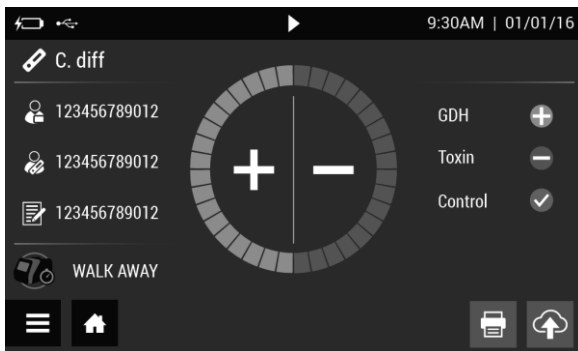 9:30AM | 01/01/16
C. diff
123456789012
123456789012
123456789012
WALK AWAY
+ −
GDH +
Toxin −
Control